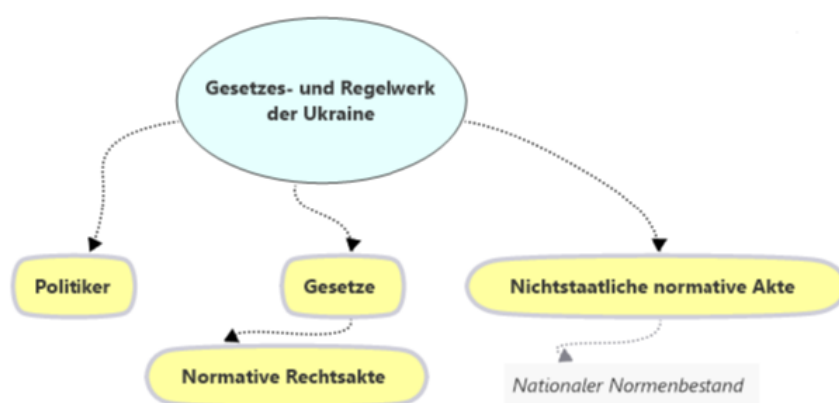 Gesetzes- und Regelwerk
der Ukraine
Politiker
Gesetze
Nichtstaatliche normative Akte
Normative Rechtsakte
Nationaler Normenbestand